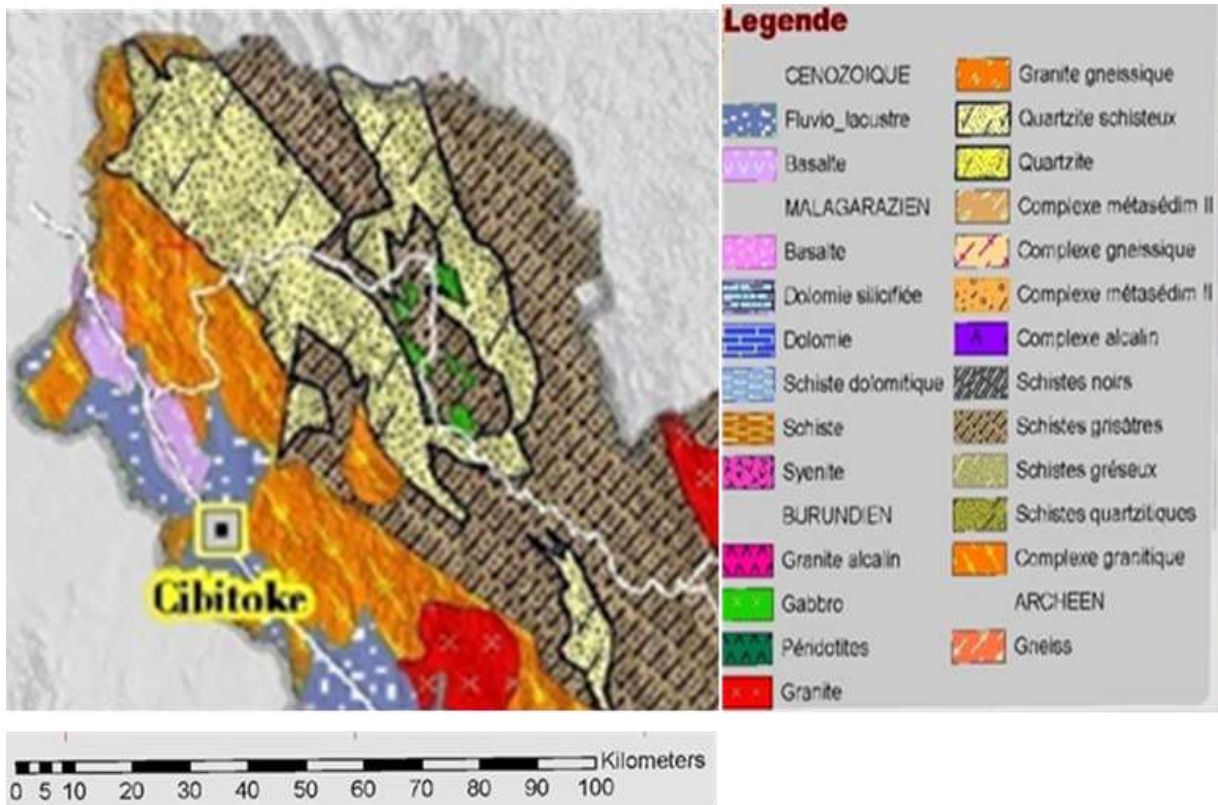 Legende
CENOZOIQUE
Fluvio_lacustre
Basalte
MALAGARAZIEN
Basalte
Dolomie silicifiée
Dolomie
Schiste dolomitique
Schiste
Syenite
BURUNDIEN
Granite alcalin
Gabbro
Péridotites
Granite
Granite gneissique
Quartzite schisteux
Quartzite
Complexe métasédim II
Complexe gneissique
Complexe métasédim II
Complexe alcalin
Schistes noirs
Schistes grisâtres
Schistes gréseux
Schistes quartzitiques
Complexe granitique
ARCHEEN
Gneiss
Cibitoke
Kilometers
0 5 10 20 30 40 50 60 70 80 90 100